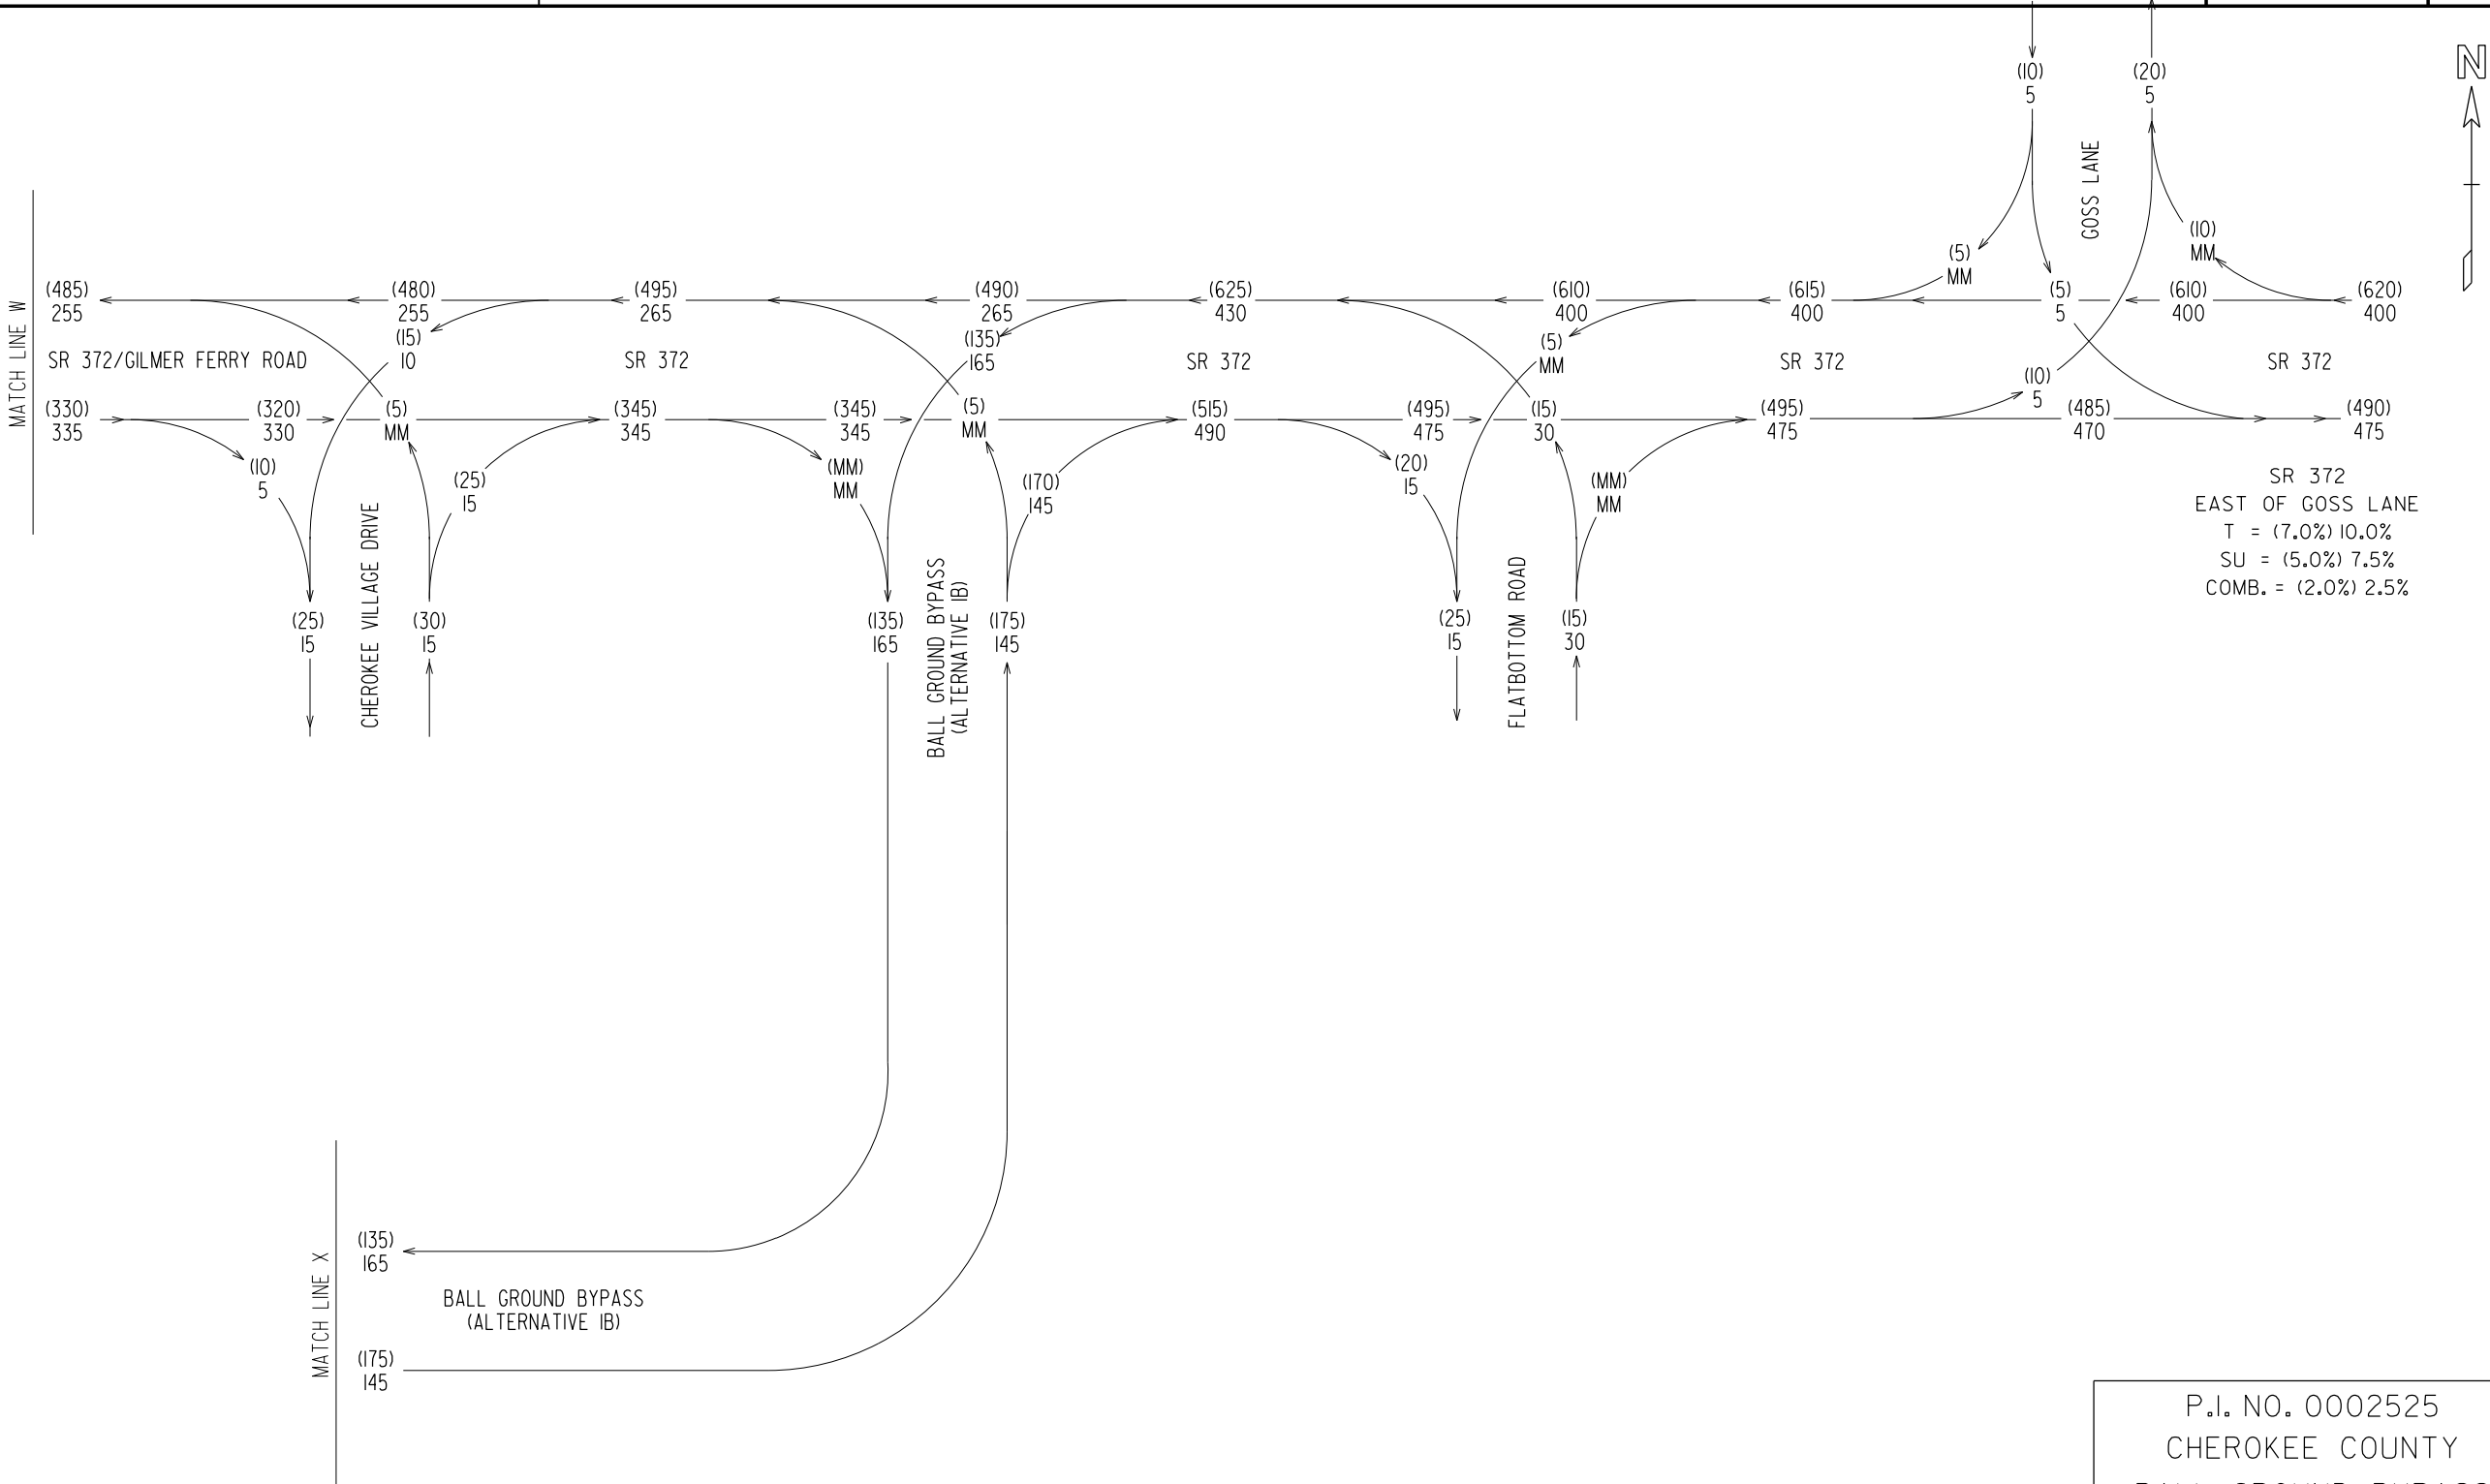 N
(10)
5
(20)
5
GOSS LANE
(10)
MM
(5)
MM
MATCH LINE W
(485)
255
(480)
255
(495)
265
(490)
265
(625)
430
(610)
400
(615)
400
(5)
5
(610)
400
(620)
400
(15)
10
(135)
165
(5)
MM
SR 372/GILMER FERRY ROAD
SR 372
SR 372
SR 372
SR 372
(10)
5
(330)
335
(320)
330
(5)
MM
(345)
345
(345)
345
(5)
MM
(515)
490
(495)
475
(15)
30
(495)
475
(485)
470
(490)
475
(10)
5
(25)
15
(MM)
MM
(170)
145
(20)
15
(MM)
MM
SR 372
EAST OF GOSS LANE
T = (7.0%) 10.0%
SU = (5.0%) 7.5%
COMB. = (2.0%) 2.5%
(25)
15
CHEROKEE VILLAGE DRIVE
(30)
15
(135)
165
BALL GROUND BYPASS
(ALTERNATIVE 1B)
(175)
145
(25)
15
FLATBOTTOM ROAD
(15)
30
MATCH LINE X
(135)
165
BALL GROUND BYPASS
(ALTERNATIVE 1B)
(175)
145
P.I. NO. 0002525
CHEROKEE COUNTY